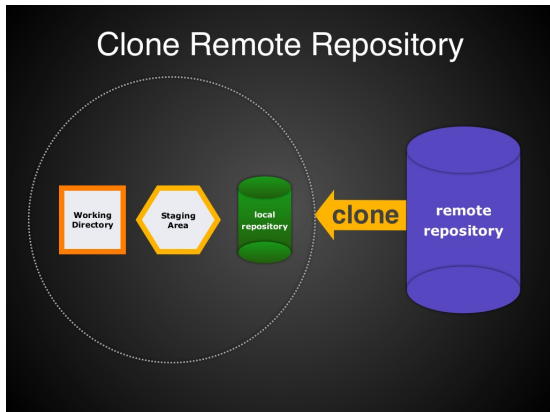 Clone Remote Repository
Working
Directory
Staging
Area
local
repository
clone
remote
repository